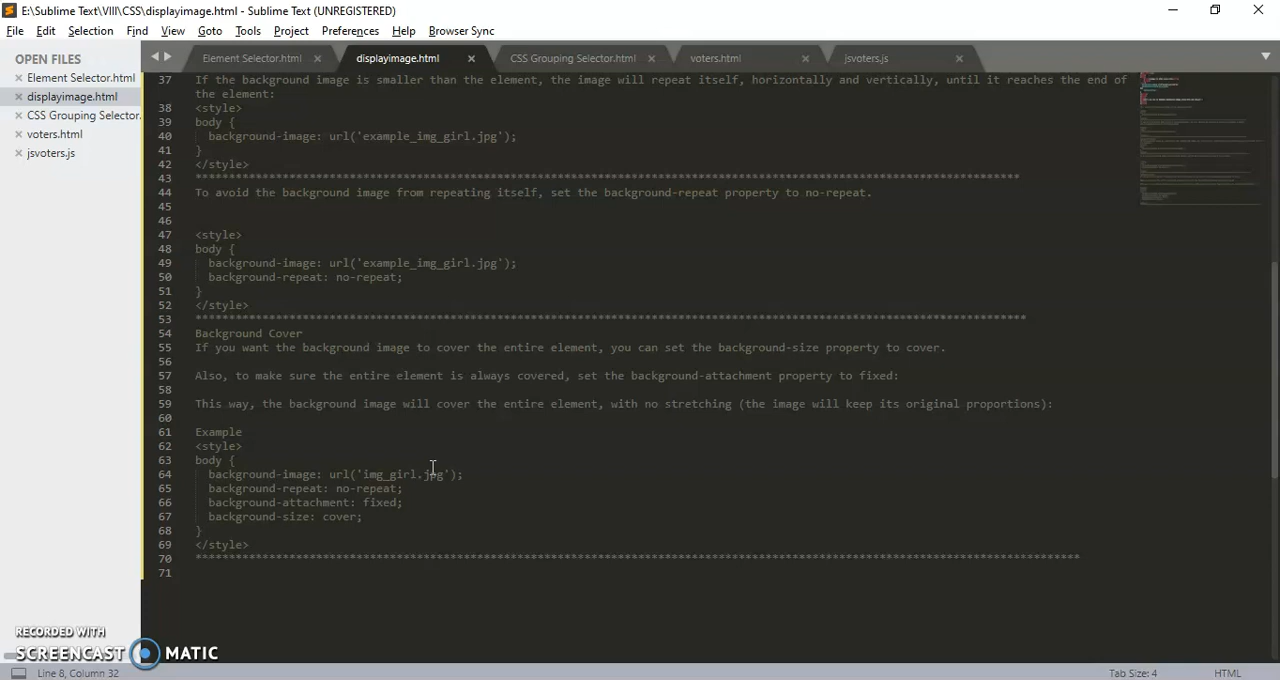 E:\Sublime Text\VIII\CSS\displayimage.html - Sublime Text (UNREGISTERED)
File Edit Selection View Goto Tools Project Preferences Help Browser Sync
OPEN FILES
Element Selector.html
displayimage.html
CSS Grouping Selector.
voters.html
jsvoters.js
Element Selector.html displayimage.html CSS Grouping Selector.html voters.html jsvoters.js
37 If the background image is smaller than the element, the image will repeat itself, horizontally and vertically, until it reaches the end of
the element:
38 <style>
39 body {
40 background-image: url('example_img_girl.jpg');
41 }
42 </style>
43 ***************************************************************************************************************************
44 To avoid the background image from repeating itself, set the background-repeat property to no-repeat.
45
46
47 <style>
48 body {
49 background-image: url('example_img_girl.jpg');
50 background-repeat: no-repeat;
51 }
52 </style>
53 ****************************************************************************************************************************
54 Background Cover
55 If you want the background image to cover the entire element, you can set the background-size property to cover.
56
57 Also, to make sure the entire element is always covered, set the background-attachment property to fixed:
58
59 This way, the background image will cover the entire element, with no stretching (the image will keep its original proportions):
60
61 Example
62 <style>
63 body {
64 background-image: url('img_girl.jpg');
65 background-repeat: no-repeat;
66 background-attachment: fixed;
67 background-size: cover;
68 }
69 </style>
70 ************************************************************************************************************************************
71
RECORDED WITH
SCREENCAST MATIC
Line 8, Column 32
Tab Size: 4
HTML